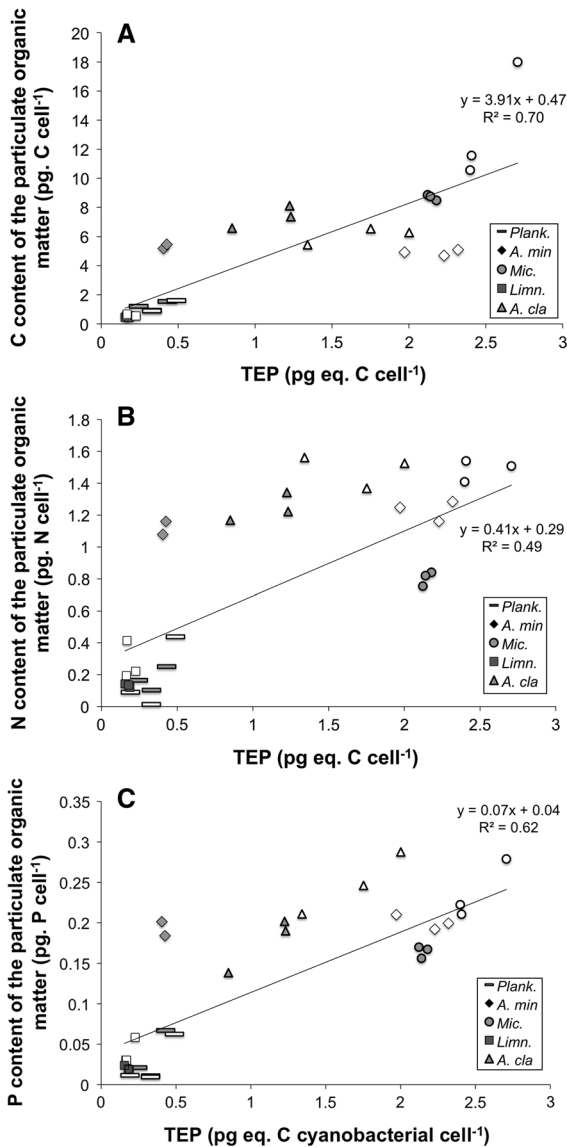 A
C content of the particulate organic
matter (pg. C cell-1)
20
18
16
14
12
10
8
6
4
2
0
y = 3.91x + 0.47
R² = 0.70
Plank.
A. min
Mic.
Limn.
A. cla
0 0.5 1 1.5 2 2.5 3
TEP (pg eq. C cell-1)
B
N content of the particulate organic
matter (pg. N cell-1)
1.8
1.6
1.4
1.2
1
0.8
0.6
0.4
0.2
0
y = 0.41x + 0.29
R² = 0.49
Plank.
A. min
Mic.
Limn.
A. cla
0 0.5 1 1.5 2 2.5 3
TEP (pg eq. C cell-1)
C
P content of the particulate organic
matter (pg. P cell-1)
0.35
0.3
0.25
0.2
0.15
0.1
0.05
0
y = 0.07x + 0.04
R² = 0.62
Plank.
A. min
Mic.
Limn.
A. cla
0 0.5 1 1.5 2 2.5 3
TEP (pg eq. C cyanobacterial cell-1)